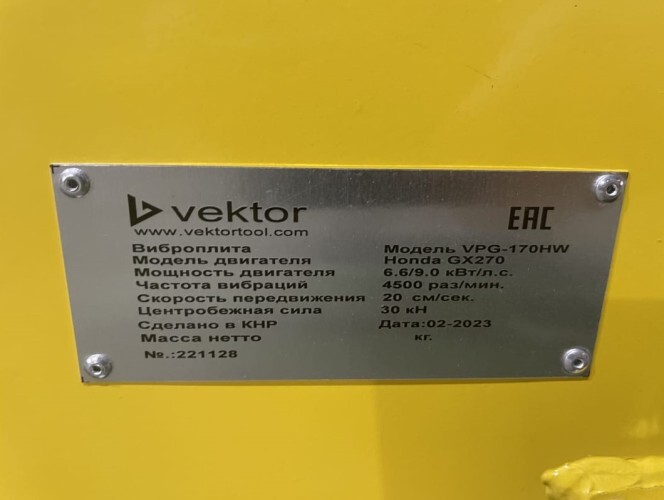 vektor EAC
www.vektortool.com
Виброплита Модель VPG-170HW
Модель двигателя Honda GX270
Мощность двигателя 6.6/9.0 кВт/л.с.
Частота вибраций 4500 раз/мин.
Скорость передвижения 20 см/сек.
Центробежная сила 30 кН
Сделано в КНР Дата:02-2023
Масса нетто кг.
№.:221128